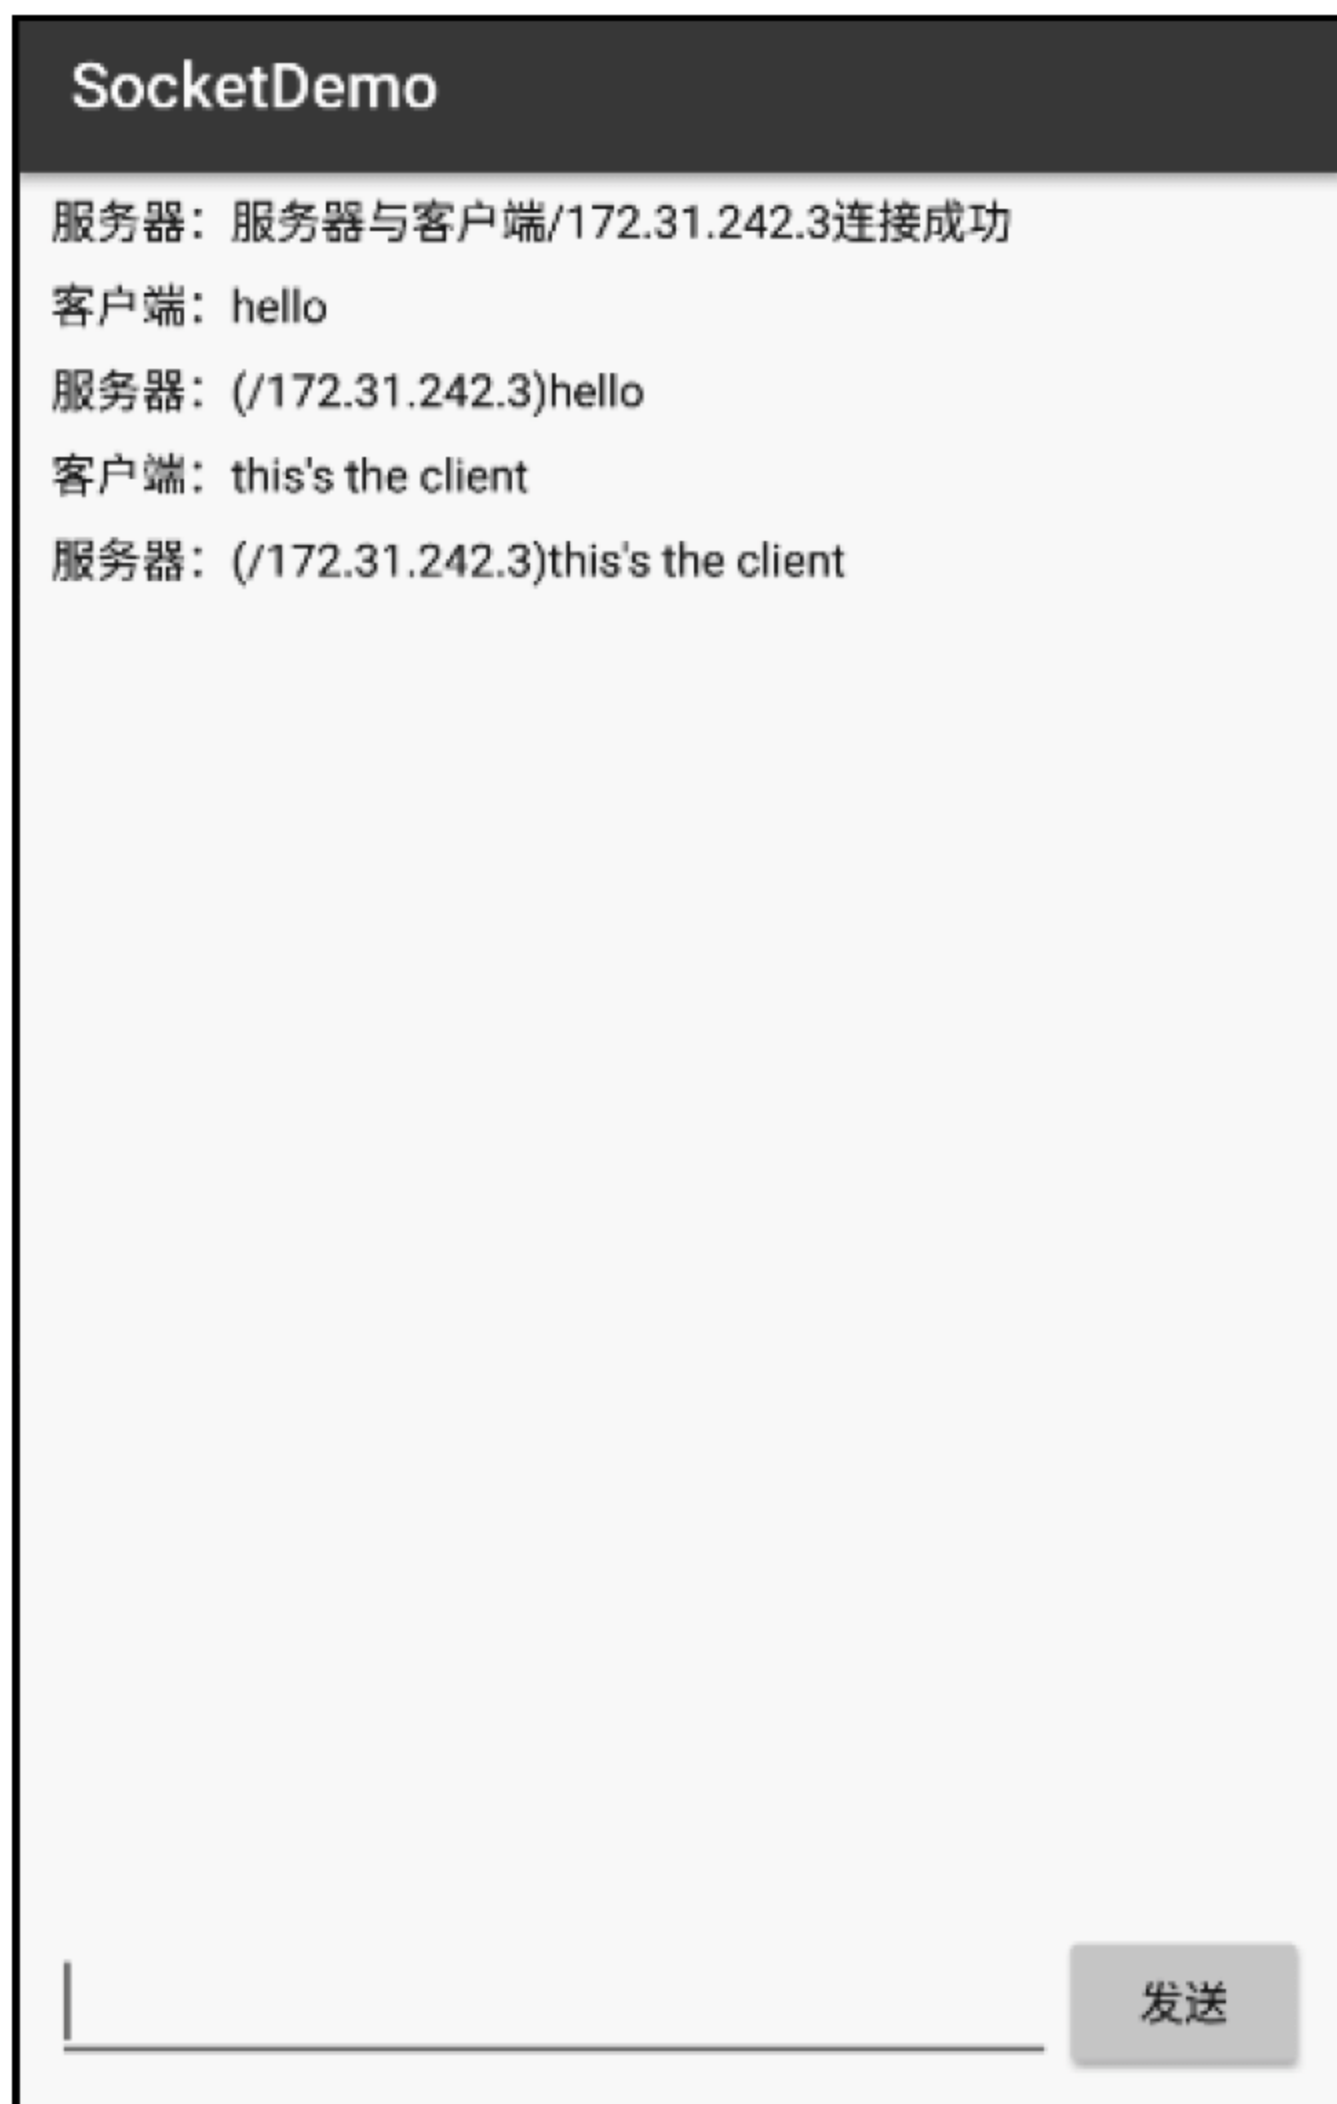 SocketDemo
服务器：服务器与客户端/172.31.242.3连接成功
客户端：hello
服务器：(/172.31.242.3)hello
客户端：this's the client
服务器：(/172.31.242.3)this's the client
发送